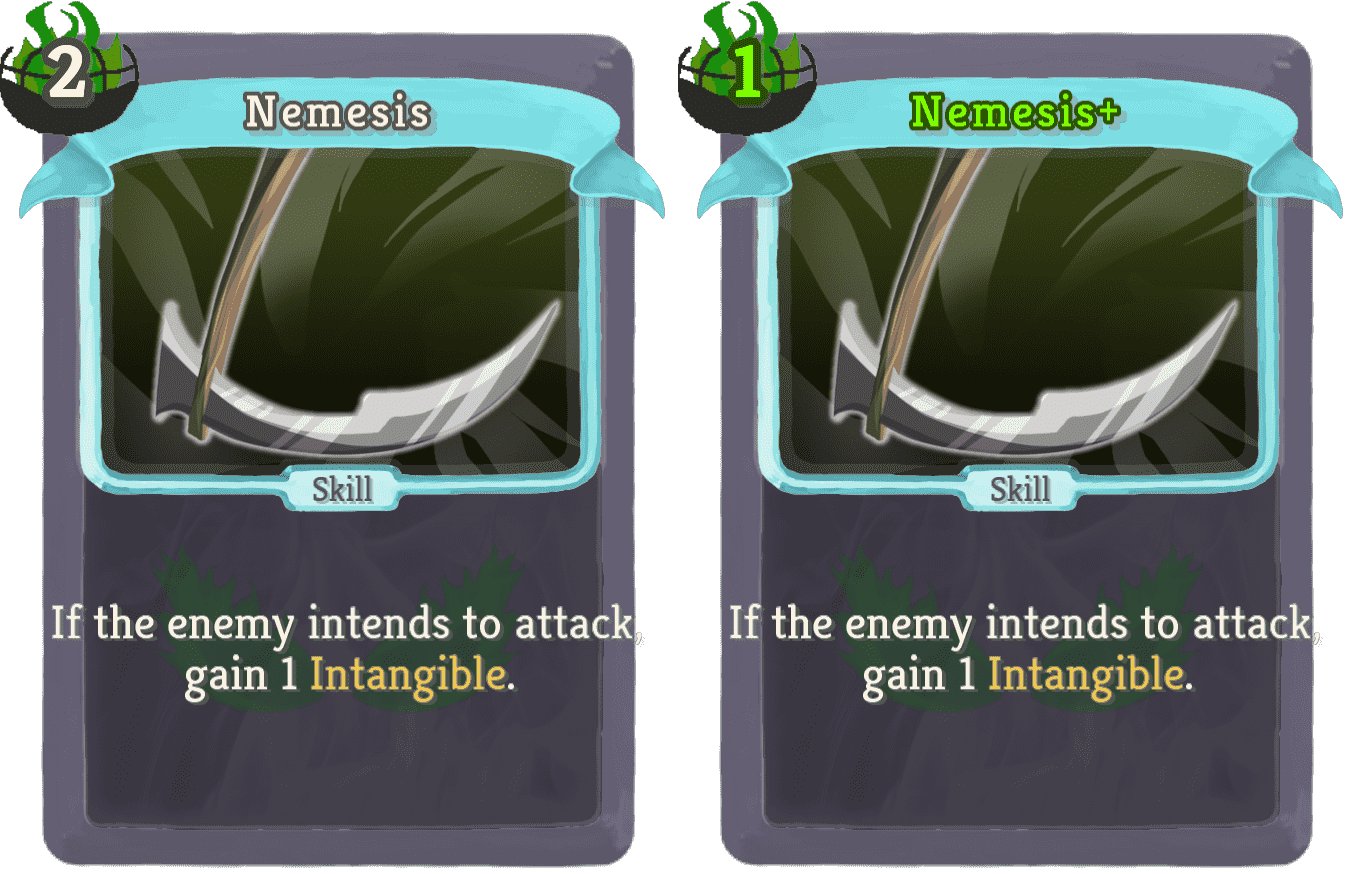 2
Nemesis
Skill
If the enemy intends to attack,
gain 1 Intangible.
1
Nemesis+
Skill
If the enemy intends to attack,
gain 1 Intangible.